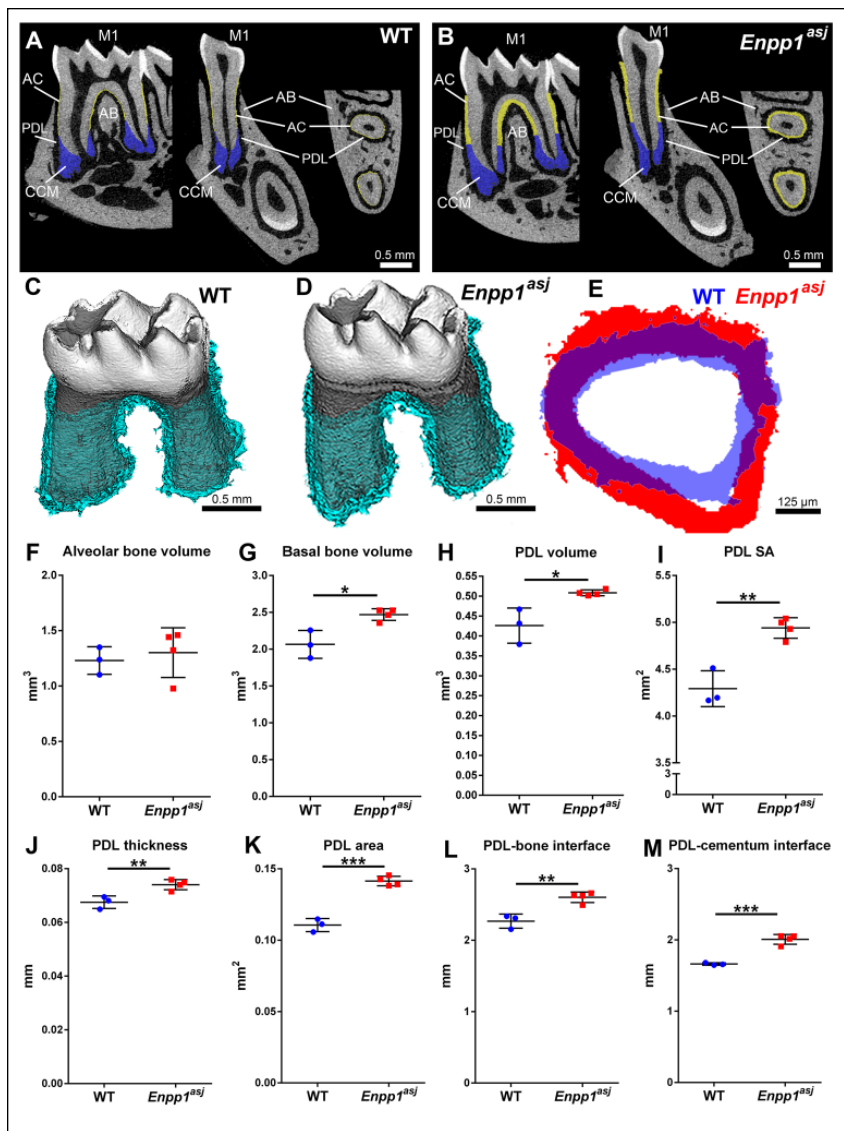 A
M1
M1
WT
AC
AB
AB
AC
PDL
PDL
CCM
CCM
0.5 mm
B
M1
M1
Enpp1asj
AC
AB
AB
AC
PDL
PDL
CCM
CCM
0.5 mm
C
WT
0.5 mm
D
Enpp1asj
0.5 mm
E
WT Enpp1asj
125 µm
F
Alveolar bone volume
mm3
2.0
1.5
1.0
0.5
0.0
WT
Enpp1asj
G
Basal bone volume
mm3
3.0
2.5
2.0
1.5
1.0
0.5
0.0
*
WT
Enpp1asj
H
PDL volume
mm3
0.55
0.50
0.45
0.40
0.35
0.30
0.25
0.20
0.15
0.10
0.05
0.00
*
WT
Enpp1asj
I
PDL SA
mm2
5.5
5.0
4.5
4.0
3.5
3
0
**
WT
Enpp1asj
J
PDL thickness
mm
0.08
0.06
0.04
0.02
0.00
**
WT
Enpp1asj
K
PDL area
mm2
0.15
0.10
0.05
0.00
***
WT
Enpp1asj
L
PDL-bone interface
mm
3
2
1
0
**
WT
Enpp1asj
M
PDL-cementum interface
mm
3
2
1
0
***
WT
Enpp1asj